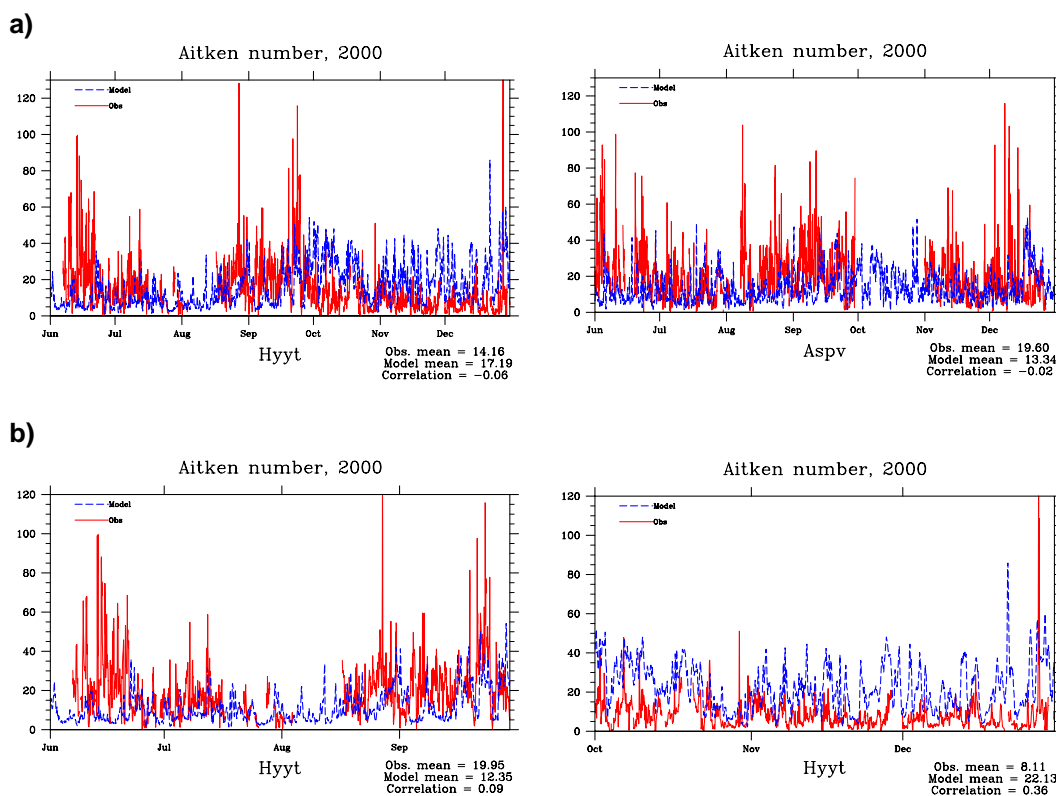 a)
Aitken number, 2000
Model
Obs
120
100
80
60
40
20
0
Jun Jul Aug Sep Oct Nov Dec
Hyyt
Obs. mean = 14.16
Model mean = 17.19
Correlation = −0.06
Aitken number, 2000
Model
Obs
120
100
80
60
40
20
0
Jun Jul Aug Sep Oct Nov Dec
Aspv
Obs. mean = 19.60
Model mean = 13.34
Correlation = −0.02
b)
Aitken number, 2000
Model
Obs
120
100
80
60
40
20
0
Jun Jul Aug Sep
Hyyt
Obs. mean = 19.95
Model mean = 12.35
Correlation = 0.09
Aitken number, 2000
Model
Obs
120
100
80
60
40
20
0
Oct Nov Dec
Hyyt
Obs. mean = 8.11
Model mean = 22.13
Correlation = 0.36